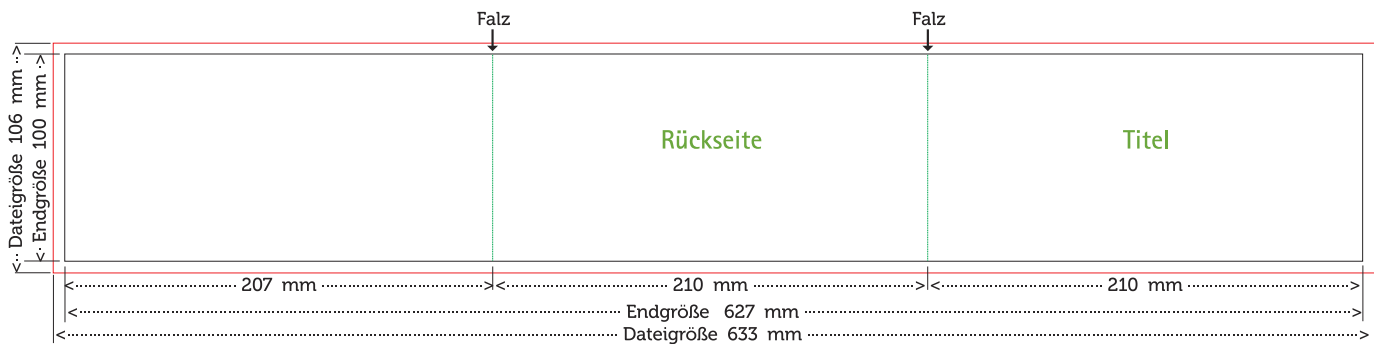 Falz
Falz
Dateigröße 106 mm
Endgröße 100 mm
Rückseite
Titel
207 mm
210 mm
210 mm
Endgröße 627 mm
Dateigröße 633 mm